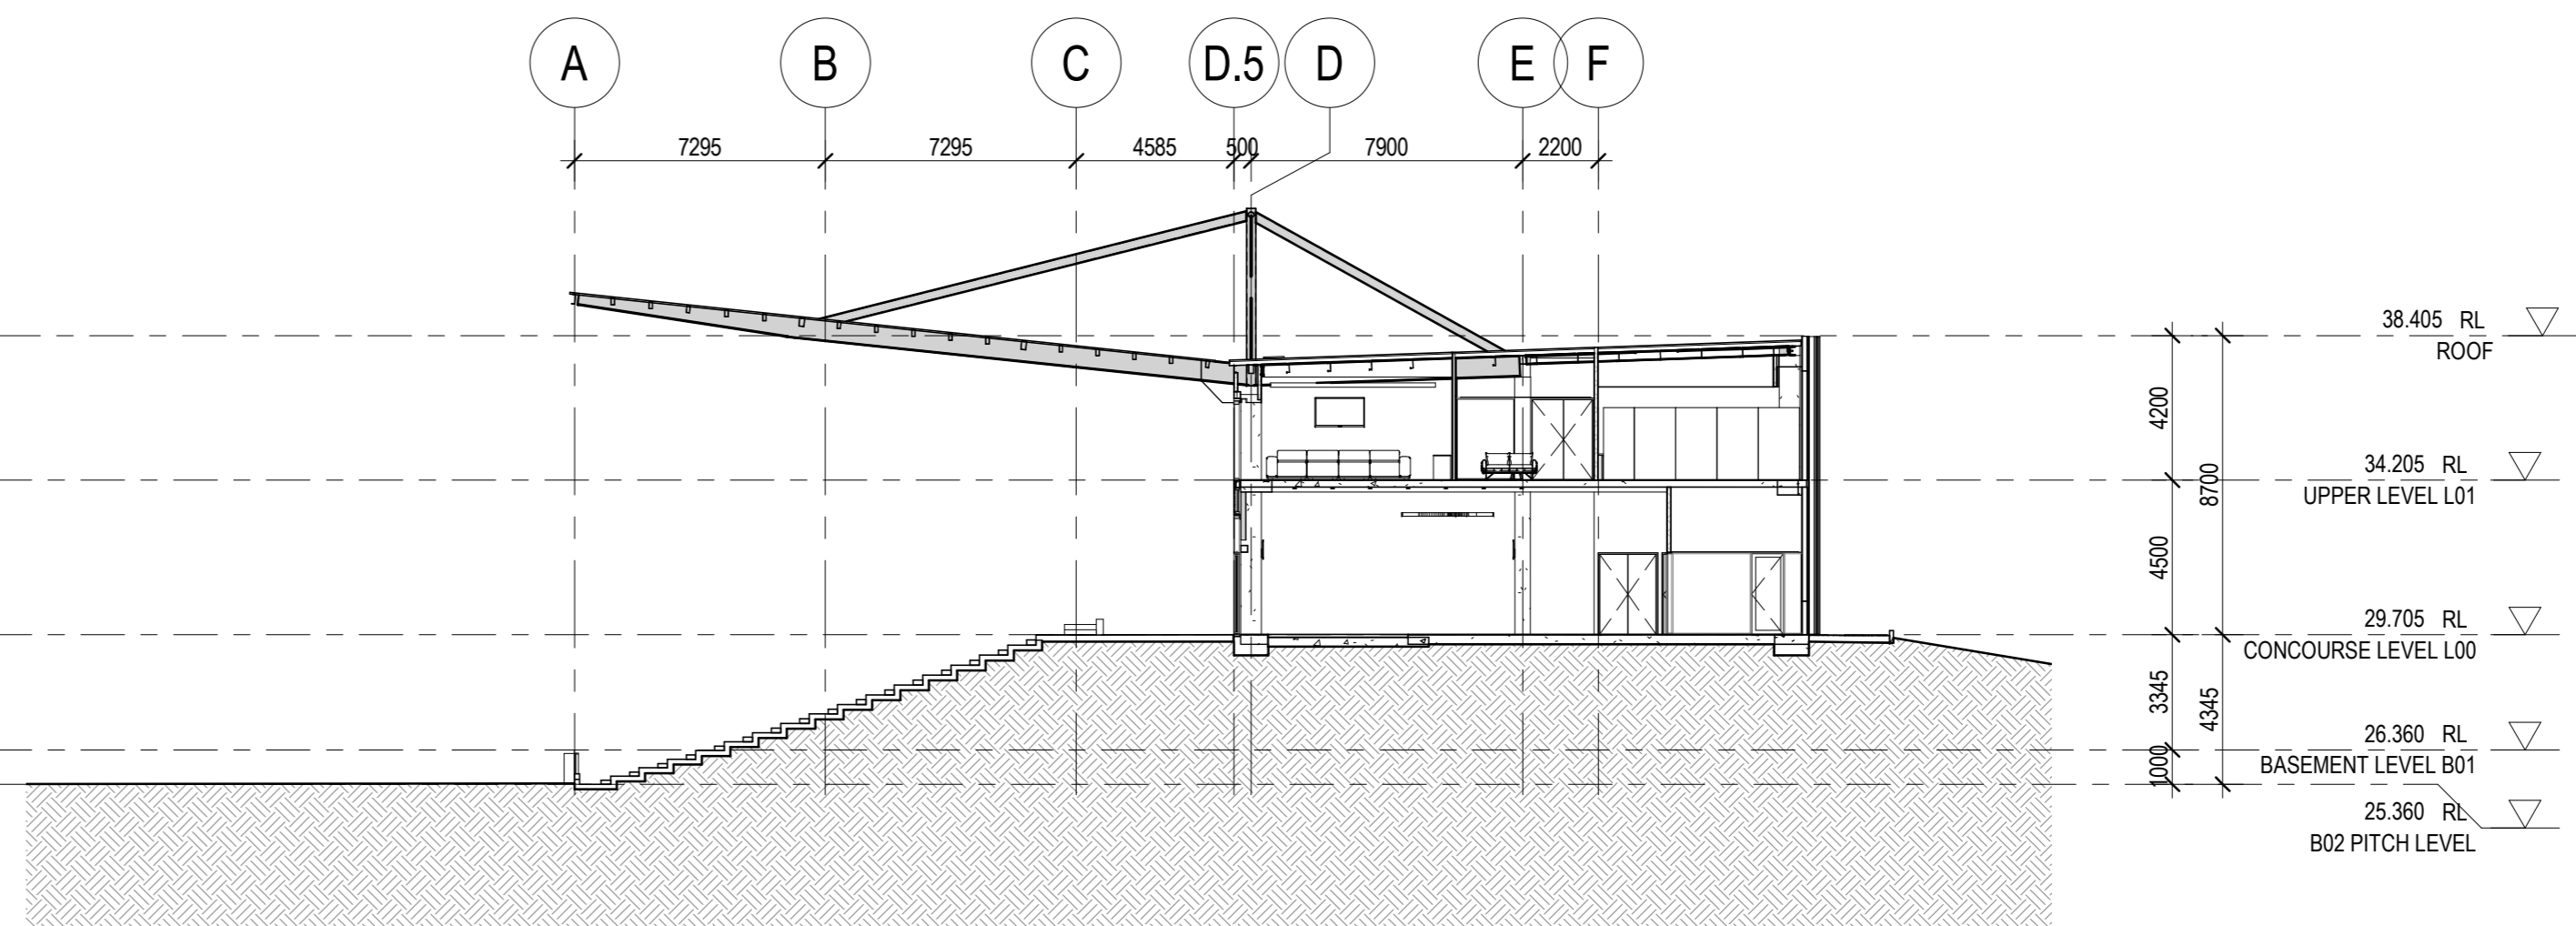 A B C D.5 D E F
7295 7295 4585 500 7900 2200
38.405 RL
ROOF
4200
34.205 RL
UPPER LEVEL L01
8700
4500
29.705 RL
CONCOURSE LEVEL L00
3345
4345
26.360 RL
BASEMENT LEVEL B01
1000
25.360 RL
B02 PITCH LEVEL